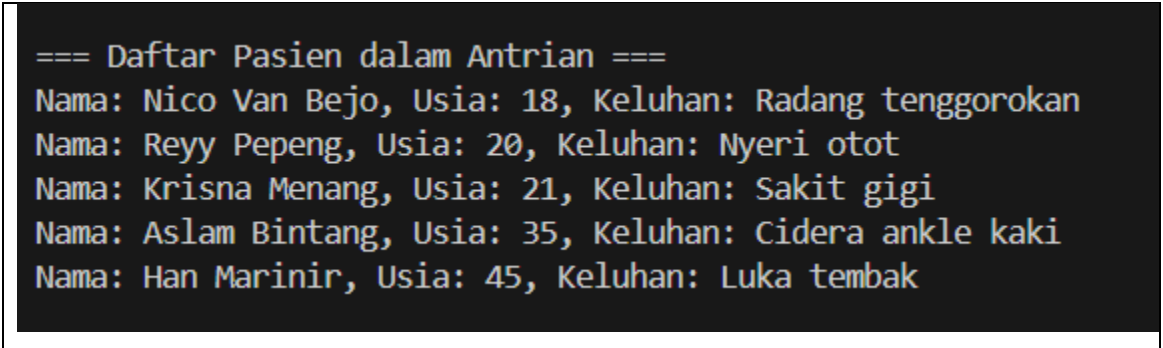 === Daftar Pasien dalam Antrian ===
Nama: Nico Van Bejo, Usia: 18, Keluhan: Radang tenggorokan
Nama: Reyy Pepeng, Usia: 20, Keluhan: Nyeri otot
Nama: Krisna Menang, Usia: 21, Keluhan: Sakit gigi
Nama: Aslam Bintang, Usia: 35, Keluhan: Cidera ankle kaki
Nama: Han Marinir, Usia: 45, Keluhan: Luka tembak